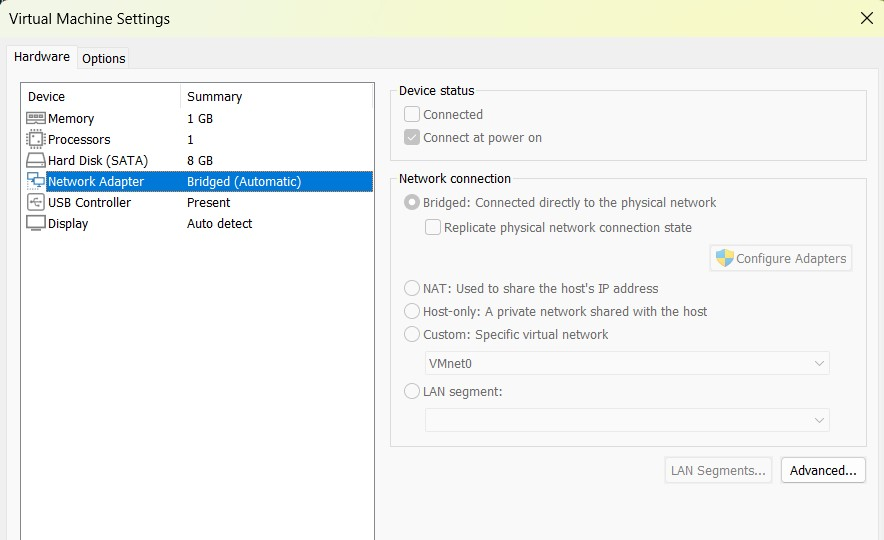 Virtual Machine Settings
Hardware Options
Device Summary
Memory 1 GB
Processors 1
Hard Disk (SATA) 8 GB
Network Adapter Bridged (Automatic)
USB Controller Present
Display Auto detect
Device status
Connected
Connect at power on
Network connection
Bridged: Connected directly to the physical network
Replicate physical network connection state
Configure Adapters
NAT: Used to share the host's IP address
Host-only: A private network shared with the host
Custom: Specific virtual network
VMnet0
LAN segment:
LAN Segments... Advanced...